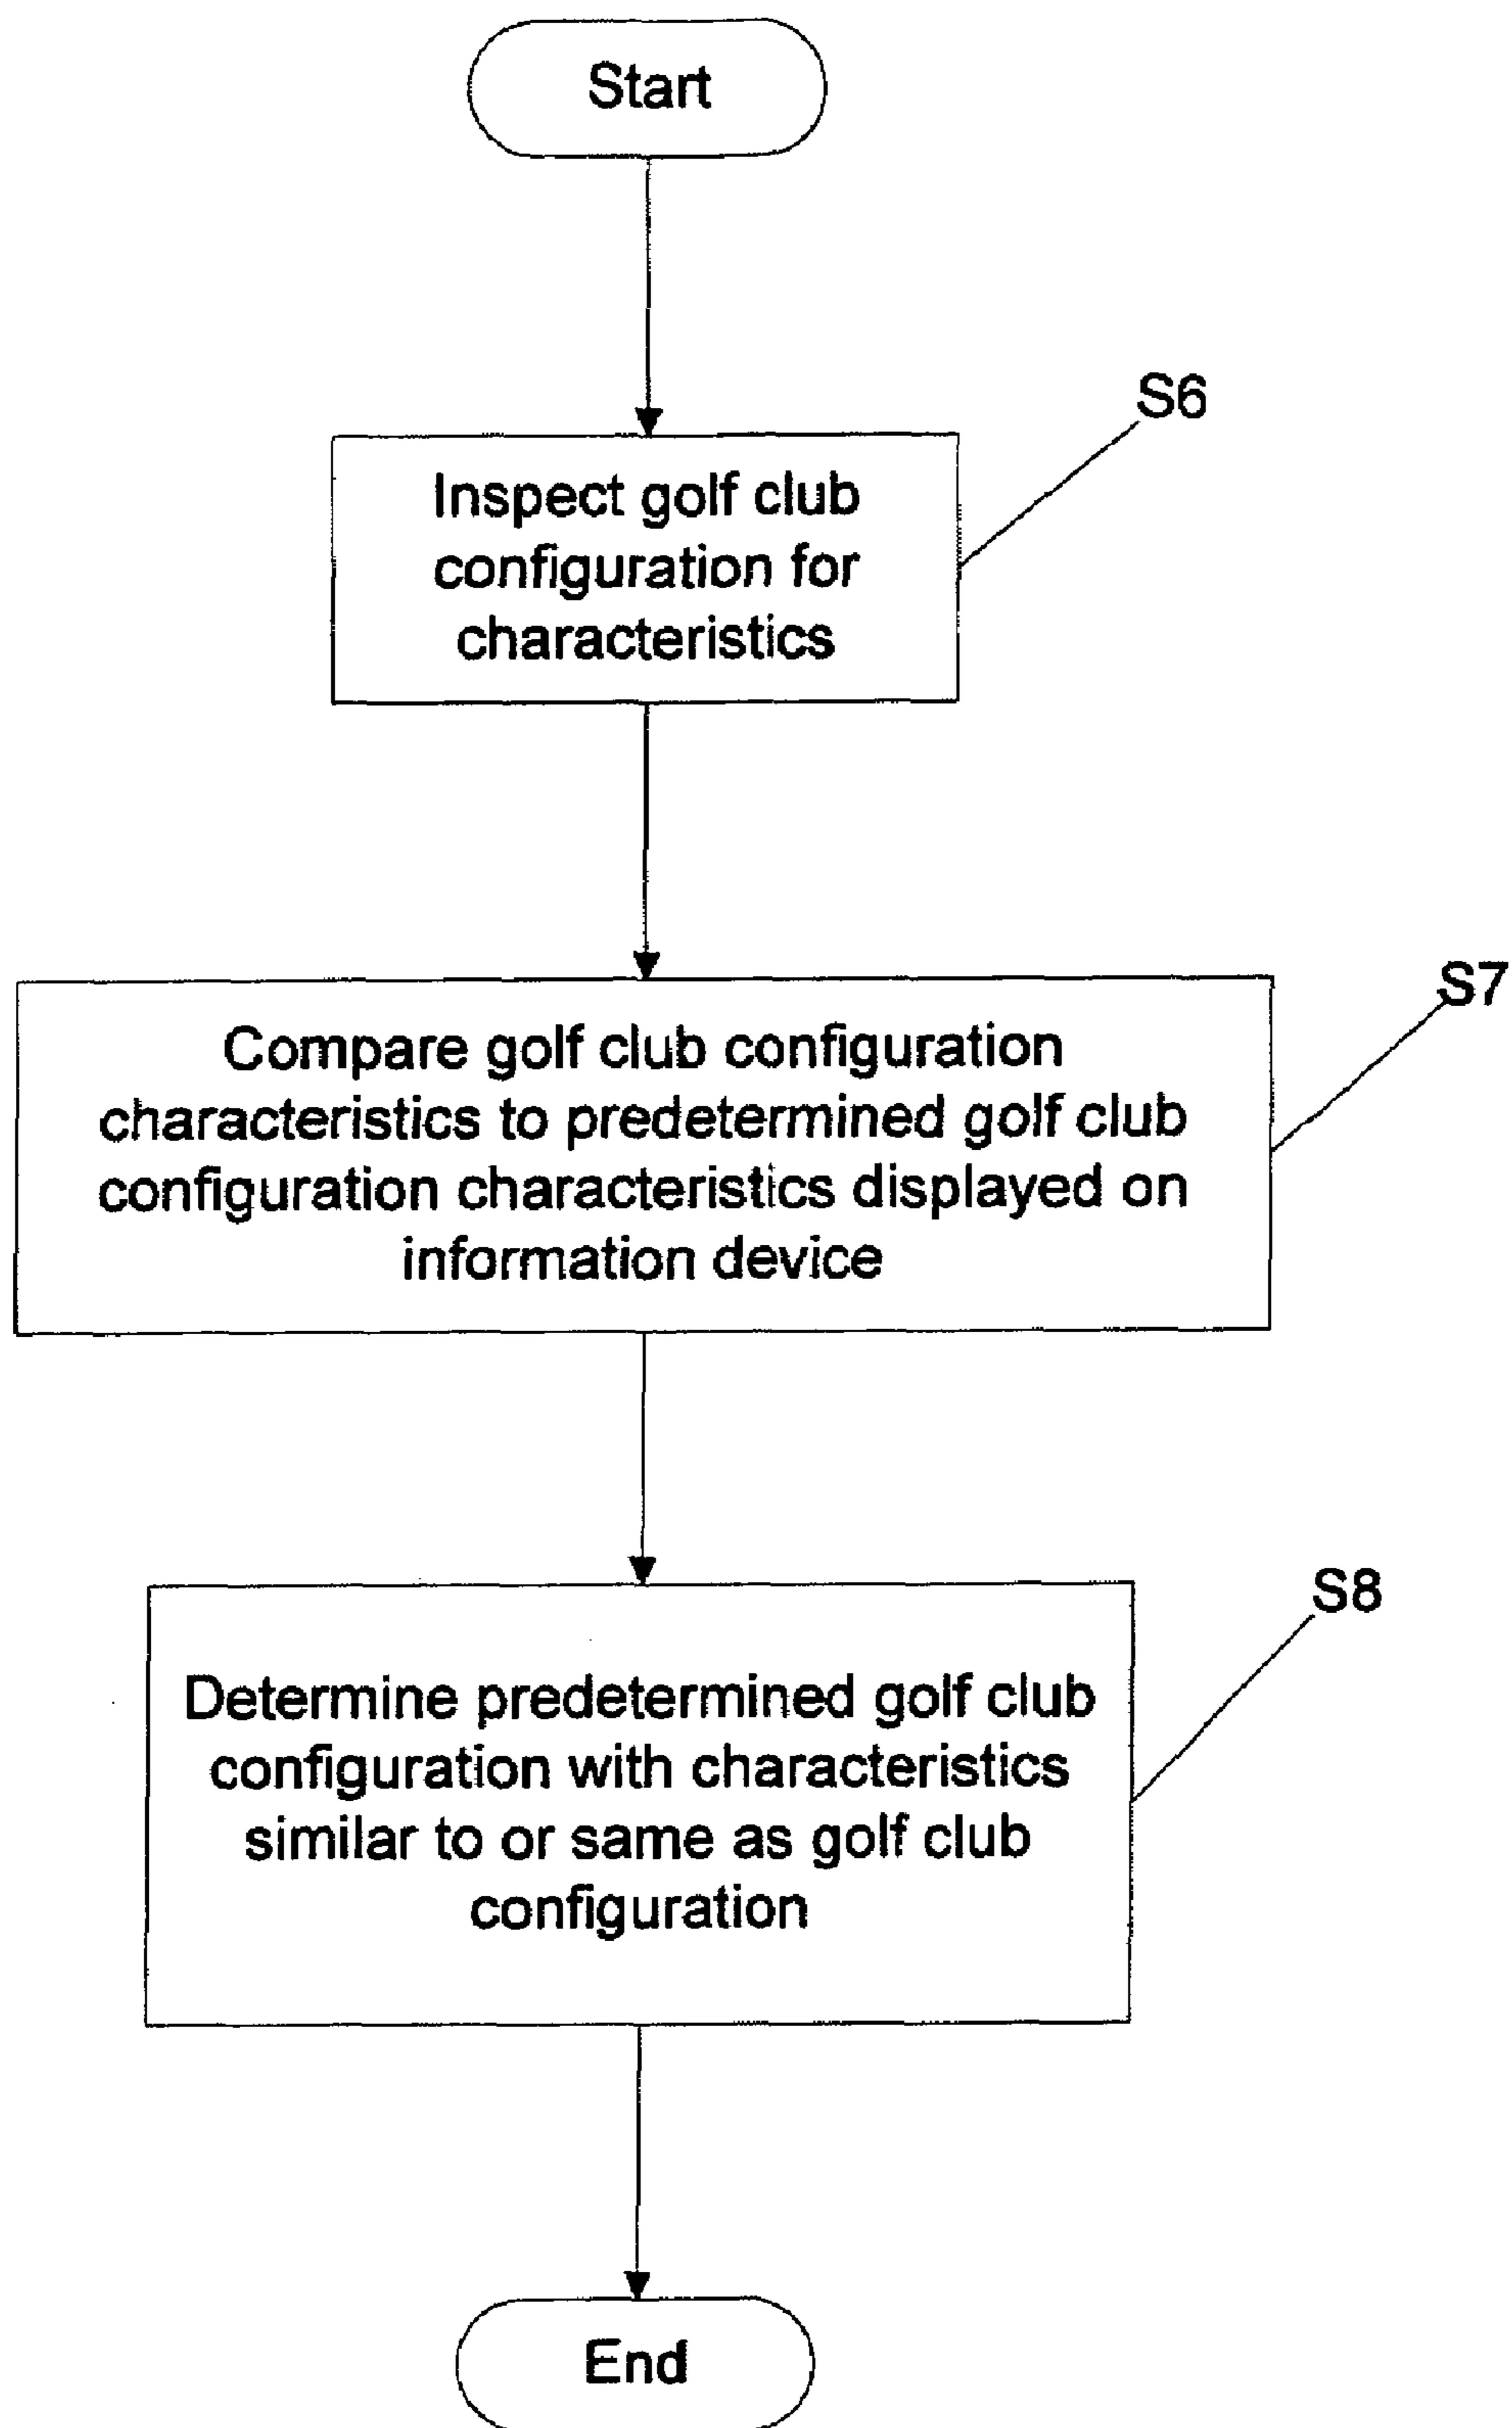 Start
S6
Inspect golf club
configuration for
characteristics
S7
Compare golf club configuration
characteristics to predetermined golf club
configuration characteristics displayed on
information device
S8
Determine predetermined golf club
configuration with characteristics
similar to or same as golf club
configuration
End